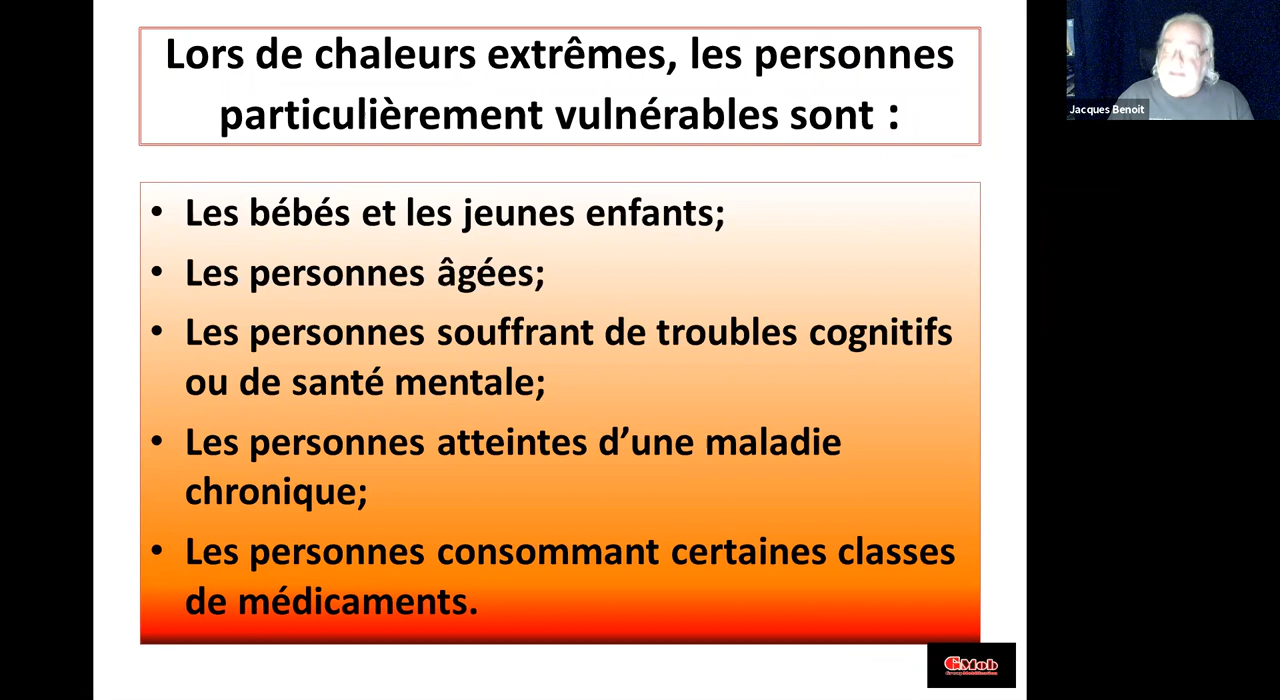 Lors de chaleurs extrêmes, les personnes
particulièrement vulnérables sont :
• Les bébés et les jeunes enfants;
• Les personnes âgées;
• Les personnes souffrant de troubles cognitifs
ou de santé mentale;
• Les personnes atteintes d’une maladie
chronique;
• Les personnes consommant certaines classes
de médicaments.
Jacques Benoit
GMob